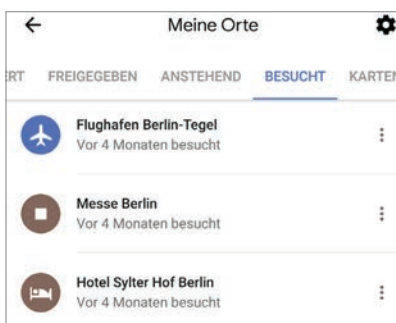 Meine Orte
ERT FREIGEGEBEN ANSTEHEND BESUCHT KARTEN
Flughafen Berlin-Tegel
Vor 4 Monaten besucht
Messe Berlin
Vor 4 Monaten besucht
Hotel Sylter Hof Berlin
Vor 4 Monaten besucht